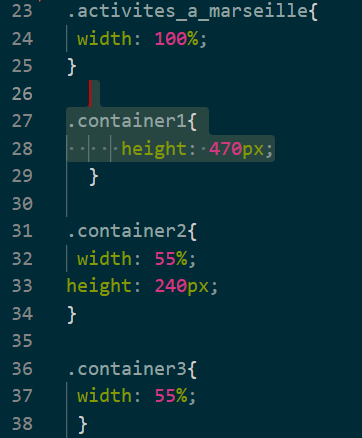 23 .activites_a_marseille{
24 width: 100%;
25 }
26
27 .container1{
28 height: 470px;
29 }
30
31 .container2{
32 width: 55%;
33 height: 240px;
34 }
35
36 .container3{
37 width: 55%;
38 }